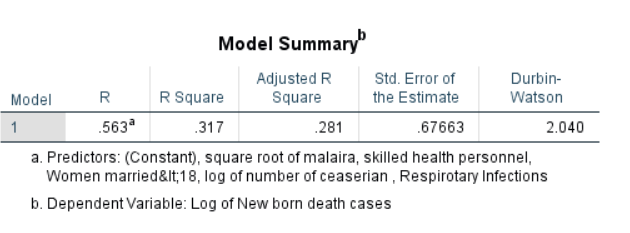 Model Summaryb
Model R R Square Adjusted R Square Std. Error of the Estimate Durbin-Watson
1 .563a .317 .281 .67663 2.040
a. Predictors: (Constant), square root of malaira, skilled health personnel,
Women married&lt;18, log of number of ceaserian , Respirotary Infections
b. Dependent Variable: Log of New born death cases